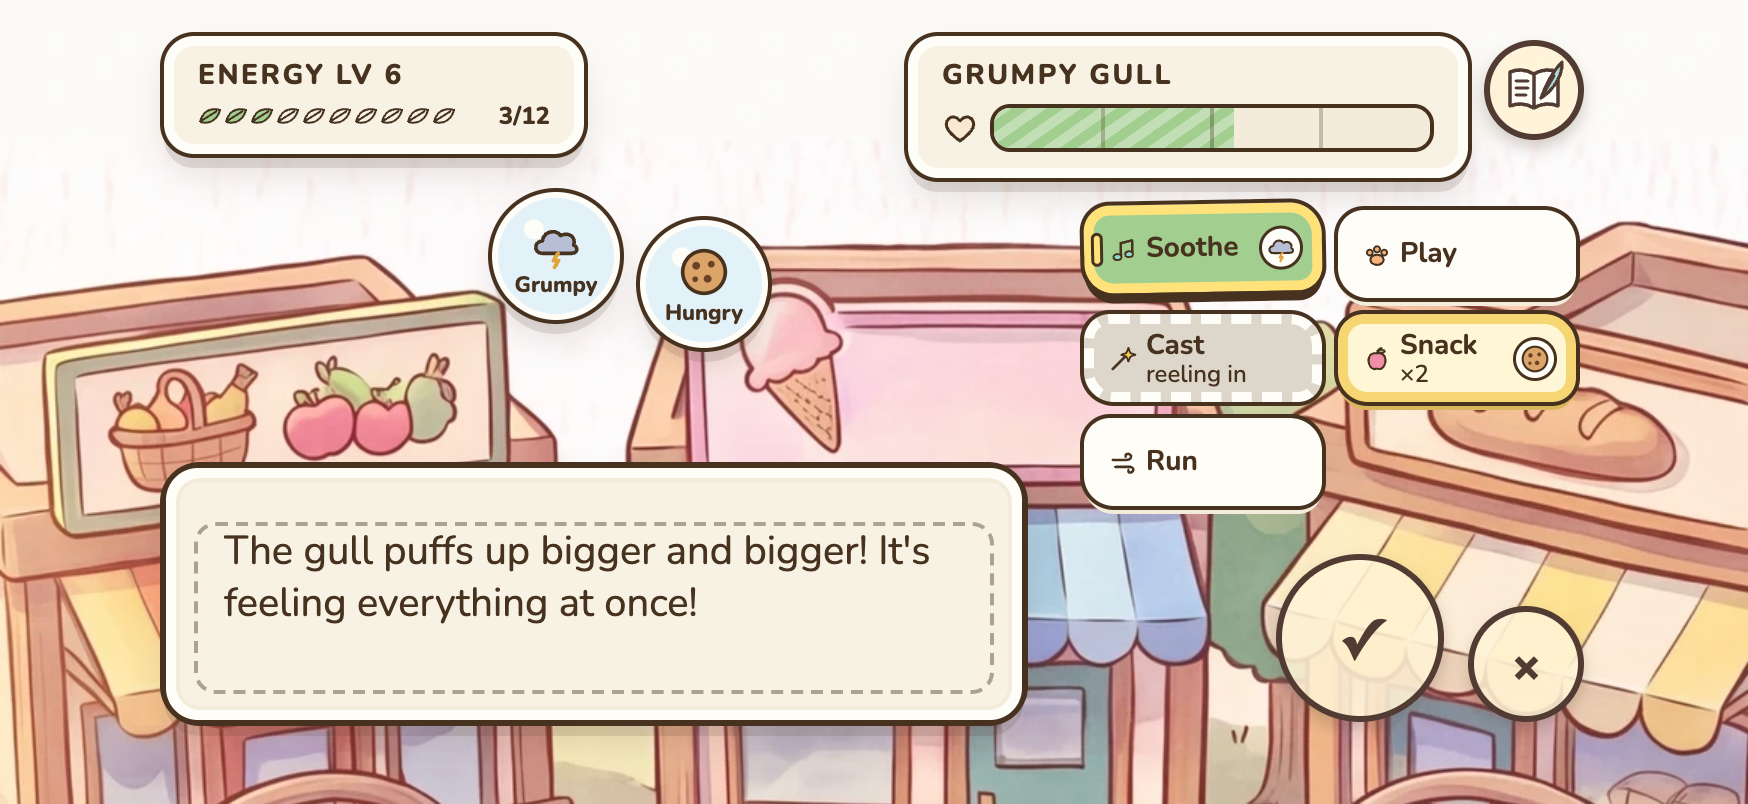 ENERGY LV 6
3/12
GRUMPY GULL
Grumpy
Hungry
Soothe
Play
Cast
reeling in
Snack
×2
Run
The gull puffs up bigger and bigger! It's
feeling everything at once!